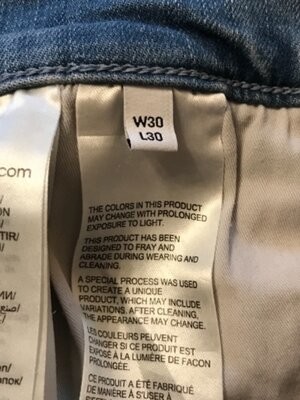 W30
L30
.com
THE COLORS IN THIS PRODUCT
MAY CHANGE WITH PROLONGED
EXPOSURE TO LIGHT.
THIS PRODUCT HAS BEEN
DESIGNED TO FRAY AND
ABRADE DURING WEARING AND
CLEANING.
A SPECIAL PROCESS WAS USED
TO CREATE A UNIQUE
PRODUCT, WHICH MAY INCLUDE
VARIATIONS. AFTER CLEANING,
THE APPEARANCE MAY CHANGE.
LES COULEURS PEUVENT
CHANGER SI CE PRODUIT EST
EXPOSÉ À LA LUMIÈRE DE FACON
PROLONGÉE.
CE PRODUIT A ÉTÉ FABRIQUÉ
DE MANIÈRE À S'USER ET